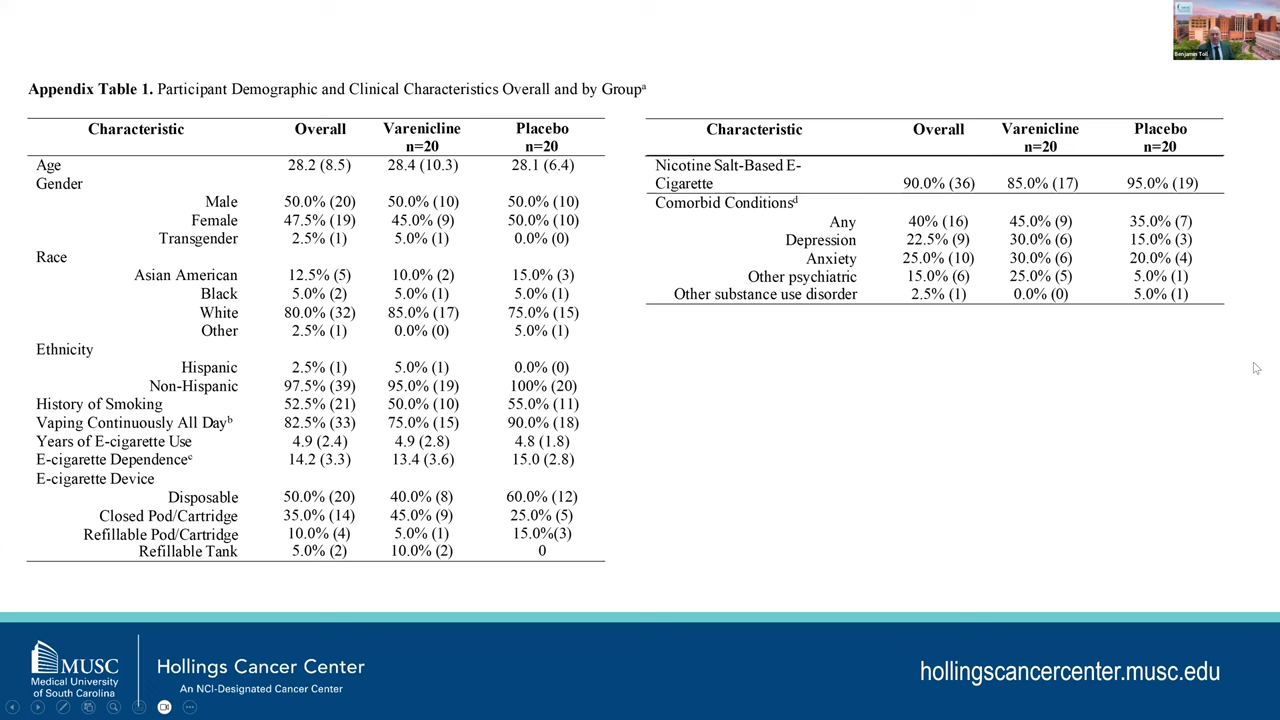 MUSC
Benjamin Toll
Appendix Table 1. Participant Demographic and Clinical Characteristics Overall and by Groupᵃ
Characteristic Overall Varenicline n=20 Placebo n=20
Age 28.2 (8.5) 28.4 (10.3) 28.1 (6.4)
Gender
Male 50.0% (20) 50.0% (10) 50.0% (10)
Female 47.5% (19) 45.0% (9) 50.0% (10)
Transgender 2.5% (1) 5.0% (1) 0.0% (0)
Race
Asian American 12.5% (5) 10.0% (2) 15.0% (3)
Black 5.0% (2) 5.0% (1) 5.0% (1)
White 80.0% (32) 85.0% (17) 75.0% (15)
Other 2.5% (1) 0.0% (0) 5.0% (1)
Ethnicity
Hispanic 2.5% (1) 5.0% (1) 0.0% (0)
Non-Hispanic 97.5% (39) 95.0% (19) 100% (20)
History of Smoking 52.5% (21) 50.0% (10) 55.0% (11)
Vaping Continuously All Dayᵇ 82.5% (33) 75.0% (15) 90.0% (18)
Years of E-cigarette Use 4.9 (2.4) 4.9 (2.8) 4.8 (1.8)
E-cigarette Dependenceᶜ 14.2 (3.3) 13.4 (3.6) 15.0 (2.8)
E-cigarette Device
Disposable 50.0% (20) 40.0% (8) 60.0% (12)
Closed Pod/Cartridge 35.0% (14) 45.0% (9) 25.0% (5)
Refillable Pod/Cartridge 10.0% (4) 5.0% (1) 15.0%(3)
Refillable Tank 5.0% (2) 10.0% (2) 0
Characteristic Overall Varenicline n=20 Placebo n=20
Nicotine Salt-Based E-
Cigarette 90.0% (36) 85.0% (17) 95.0% (19)
Comorbid Conditionsᵈ
Any 40% (16) 45.0% (9) 35.0% (7)
Depression 22.5% (9) 30.0% (6) 15.0% (3)
Anxiety 25.0% (10) 30.0% (6) 20.0% (4)
Other psychiatric 15.0% (6) 25.0% (5) 5.0% (1)
Other substance use disorder 2.5% (1) 0.0% (0) 5.0% (1)
MUSC
Medical University
of South Carolina
Hollings Cancer Center
An NCI-Designated Cancer Center
hollingscancercenter.musc.edu